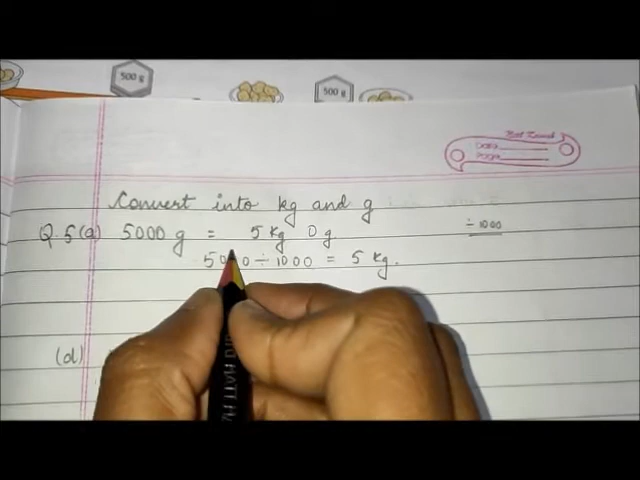 500 g
500 g
Convert into kg and g
Q.5(a) 5000 g = 5 kg 0 g
÷ 1000
5000 ÷ 1000 = 5 kg.
(d)